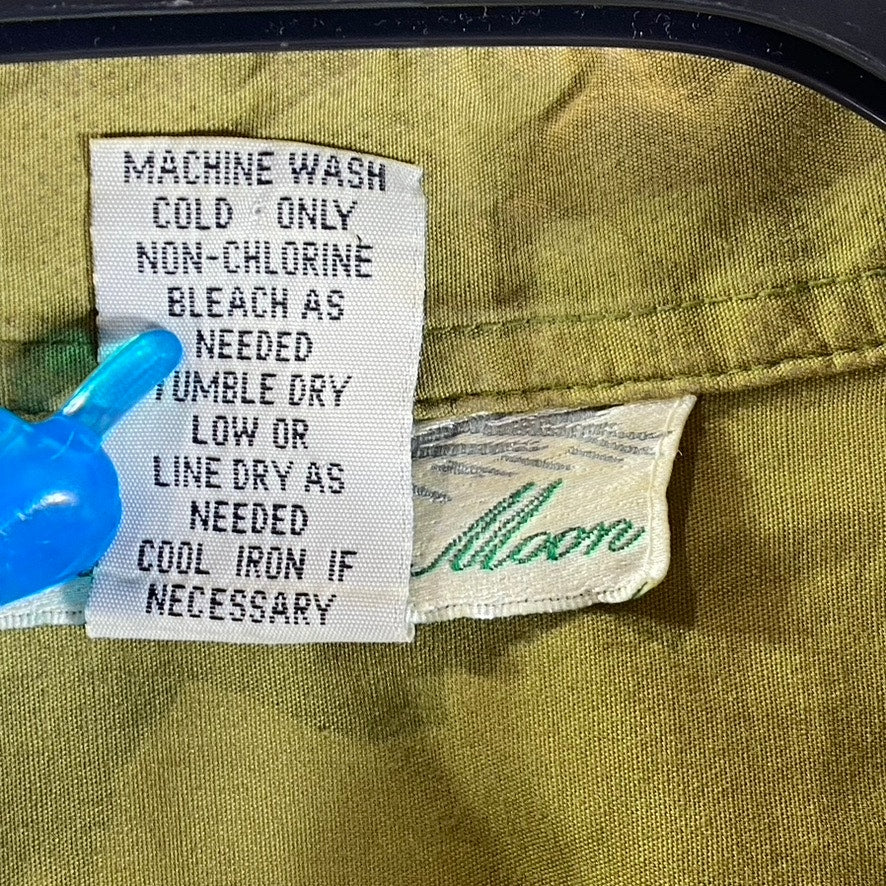 MACHINE WASH
COLD ONLY
NON-CHLORINE
BLEACH AS
NEEDED
TUMBLE DRY
LOW OR
LINE DRY AS
NEEDED
COOL IRON IF
NECESSARY
Moon